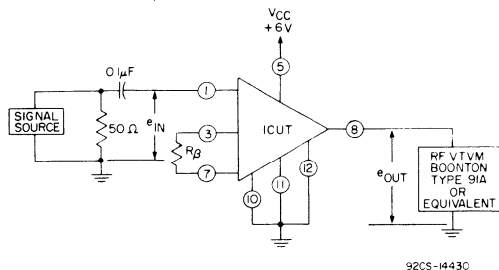 VCC
+6V
5
0.1μF
1
SIGNAL
SOURCE
50 Ω
eIN
3
Rβ
7
ICUT
8
12
10
11
eOUT
RF VTVM
BOONTON
TYPE 91A
OR
EQUIVALENT
92CS-14430